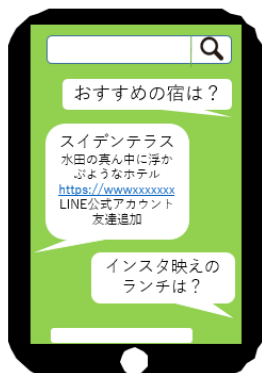 おすすめの宿は？
スイデンテラス
水田の真ん中に浮か
ぶようなホテル
https://wwwxxxxxxx
LINE公式アカウント
友達追加
インスタ映えの
ランチは？